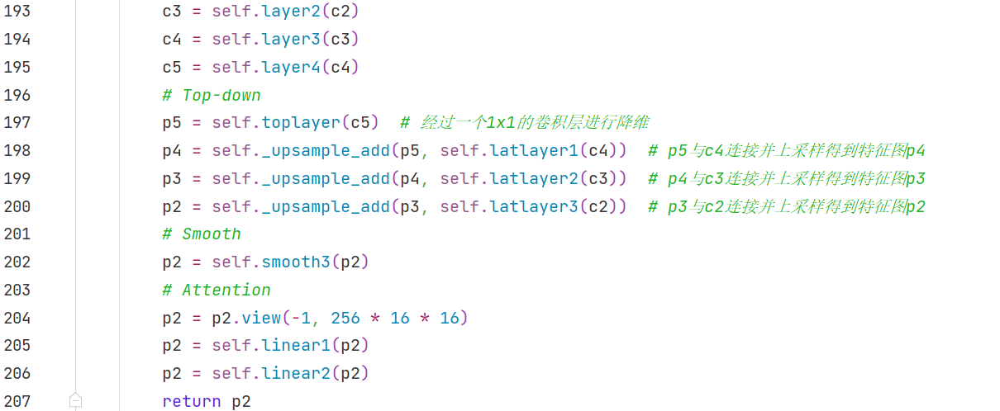 193 c3 = self.layer2(c2)
194 c4 = self.layer3(c3)
195 c5 = self.layer4(c4)
196 # Top-down
197 p5 = self.toplayer(c5)  # 经过一个1x1的卷积层进行降维
198 p4 = self._upsample_add(p5, self.latlayer1(c4))  # p5与c4连接并上采样得到特征图p4
199 p3 = self._upsample_add(p4, self.latlayer2(c3))  # p4与c3连接并上采样得到特征图p3
200 p2 = self._upsample_add(p3, self.latlayer3(c2))  # p3与c2连接并上采样得到特征图p2
201 # Smooth
202 p2 = self.smooth3(p2)
203 # Attention
204 p2 = p2.view(-1, 256 * 16 * 16)
205 p2 = self.linear1(p2)
206 p2 = self.linear2(p2)
207 return p2